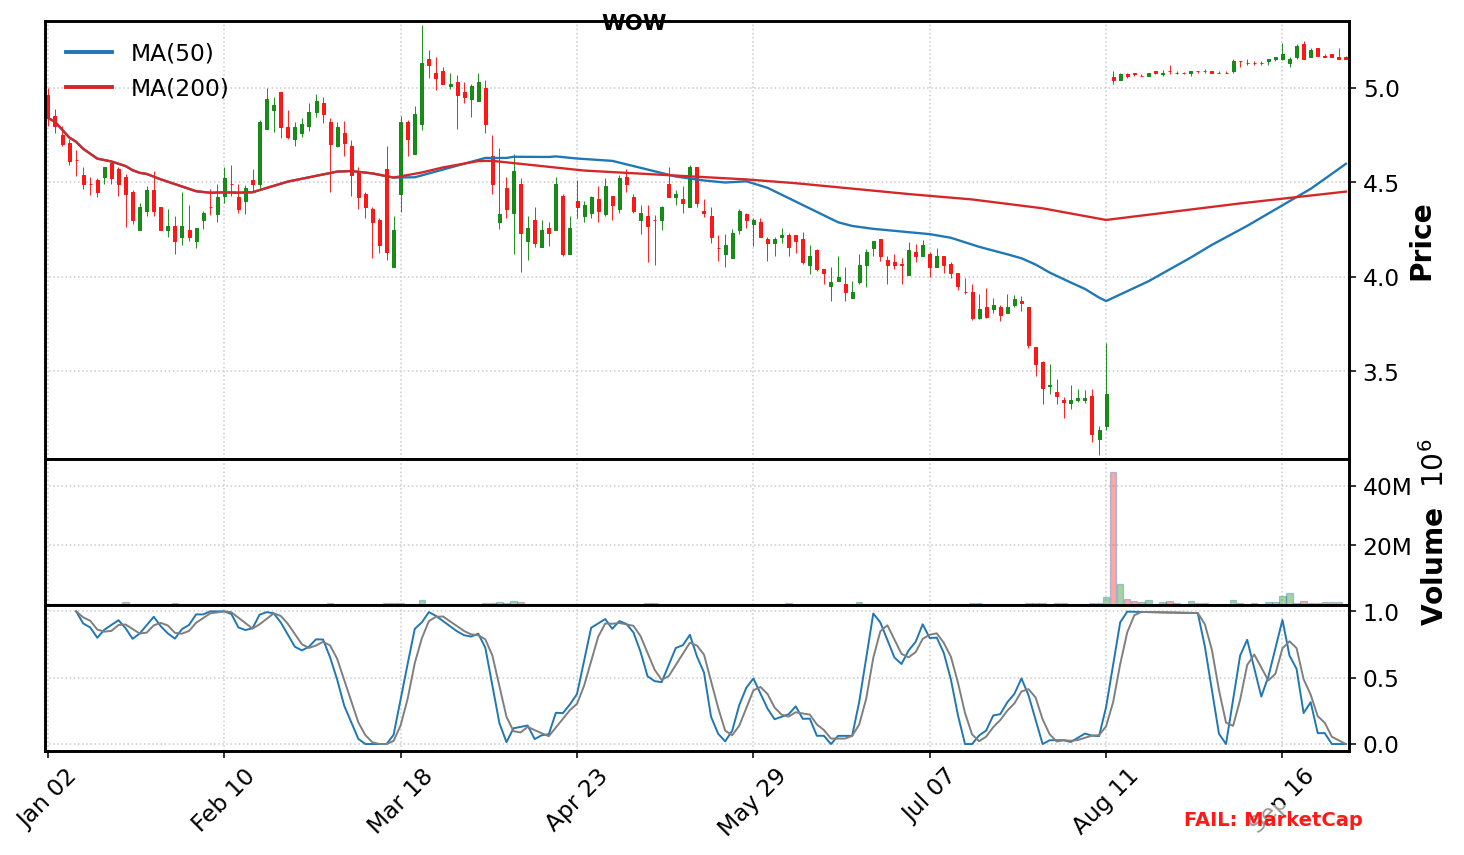 WOW
MA(50)
MA(200)
5.0
4.5
4.0
3.5
Price
40M
20M
Volume 10^6
1.0
0.5
0.0
Jan 02
Feb 10
Mar 18
Apr 23
May 29
Jul 07
Aug 11
Sep 16
FAIL: MarketCap